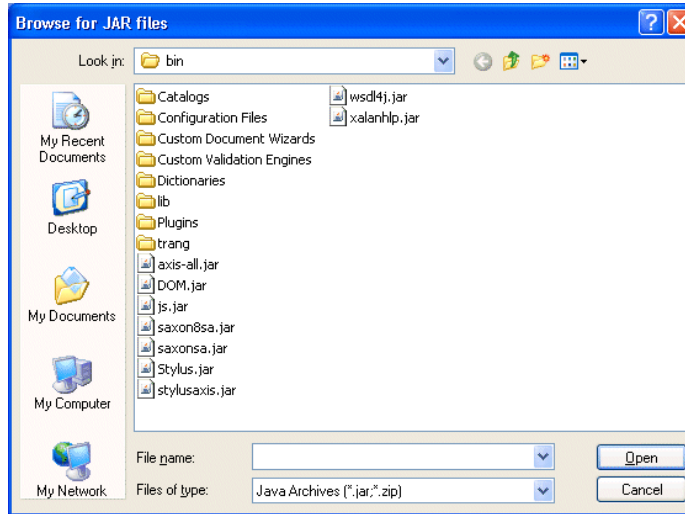 Browse for JAR files
Look in:
bin
My Recent
Documents
Desktop
My Documents
My Computer
My Network
Catalogs
Configuration Files
Custom Document Wizards
Custom Validation Engines
Dictionaries
lib
Plugins
trang
axis-all.jar
DOM.jar
js.jar
saxon8sa.jar
saxonsa.jar
Stylus.jar
stylusaxis.jar
wsdl4j.jar
xalanhlp.jar
File name:
Open
Files of type:
Java Archives (*.jar;*.zip)
Cancel